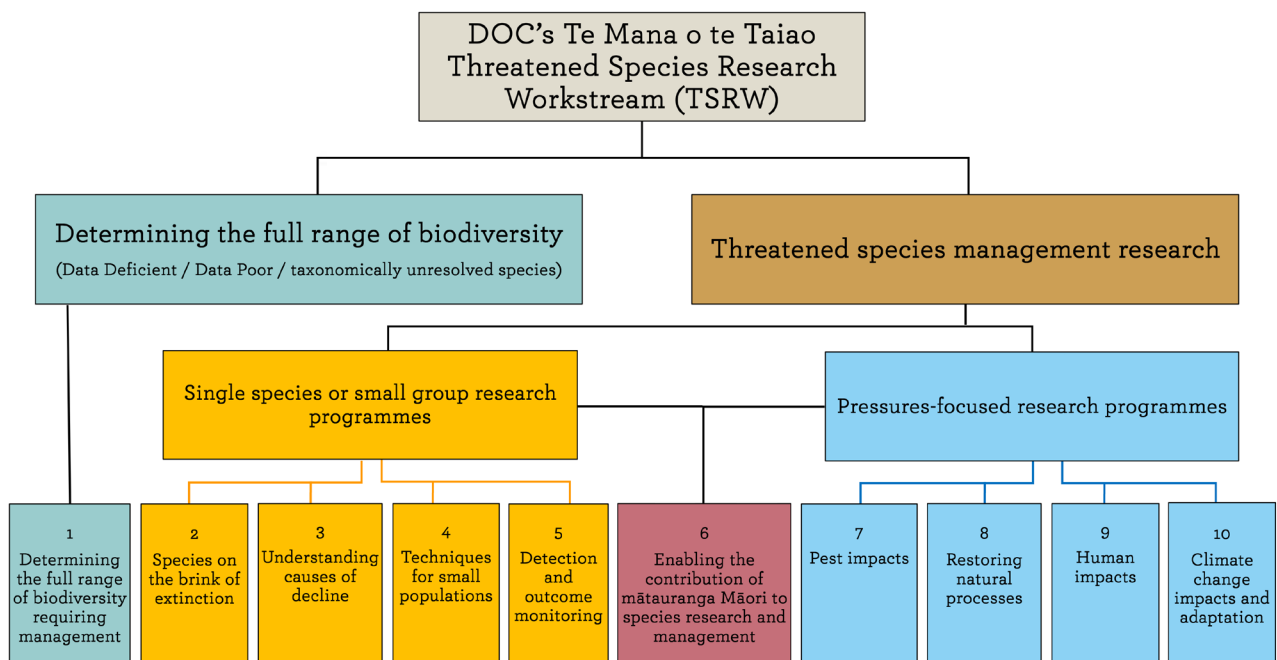 DOC's Te Mana o te Taiao
Threatened Species Research
Workstream (TSRW)
Determining the full range of biodiversity
(Data Deficient / Data Poor / taxonomically unresolved species)
Threatened species management research
Single species or small group research
programmes
Pressures-focused research programmes
1
Determining
the full range
of biodiversity
requiring
management
2
Species on
the brink of
extinction
3
Understanding
causes of
decline
4
Techniques
for small
populations
5
Detection
and
outcome
monitoring
6
Enabling the
contribution of
mātauranga Māori to
species research and
management
7
Pest impacts
8
Restoring
natural
processes
9
Human
impacts
10
Climate
change
impacts and
adaptation